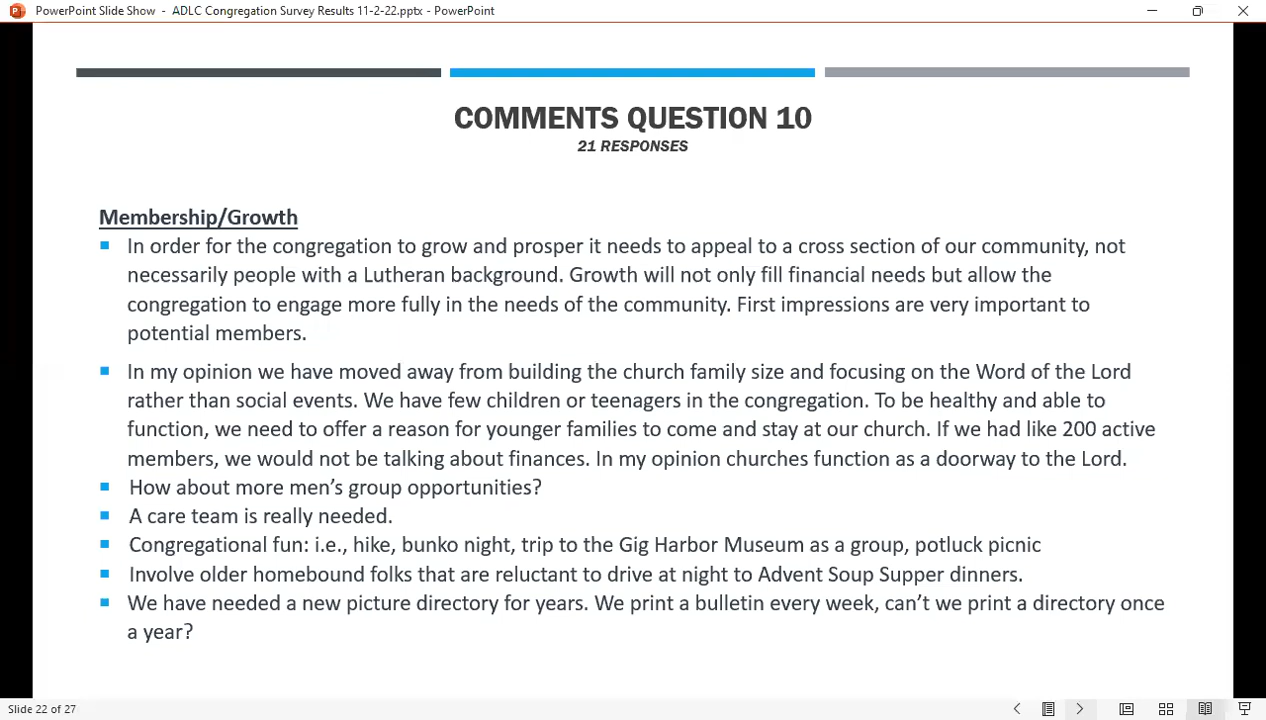 PowerPoint Slide Show - ADLC Congregation Survey Results 11-2-22.pptx - PowerPoint
COMMENTS QUESTION 10
21 RESPONSES
Membership/Growth
In order for the congregation to grow and prosper it needs to appeal to a cross section of our community, not
necessarily people with a Lutheran background. Growth will not only fill financial needs but allow the
congregation to engage more fully in the needs of the community. First impressions are very important to
potential members.
In my opinion we have moved away from building the church family size and focusing on the Word of the Lord
rather than social events. We have few children or teenagers in the congregation. To be healthy and able to
function, we need to offer a reason for younger families to come and stay at our church. If we had like 200 active
members, we would not be talking about finances. In my opinion churches function as a doorway to the Lord.
How about more men's group opportunities?
A care team is really needed.
Congregational fun: i.e., hike, bunko night, trip to the Gig Harbor Museum as a group, potluck picnic
Involve older homebound folks that are reluctant to drive at night to Advent Soup Supper dinners.
We have needed a new picture directory for years. We print a bulletin every week, can't we print a directory once
a year?
Slide 22 of 27